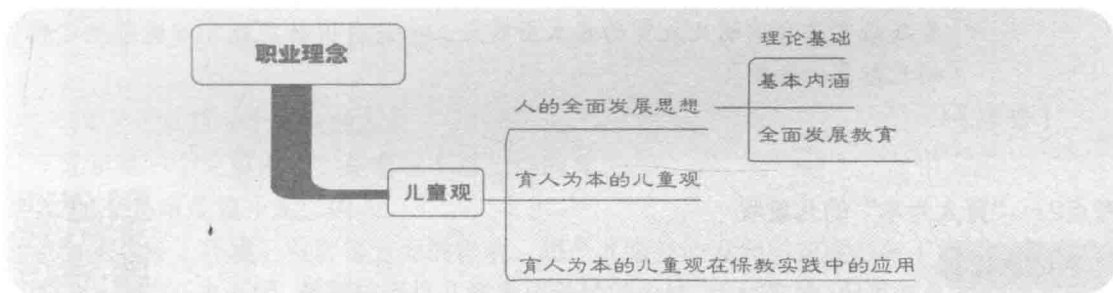 职业理念
理论基础
基本内涵
人的全面发展思想
全面发展教育
儿童观
育人为本的儿童观
育人为本的儿童观在保教实践中的应用